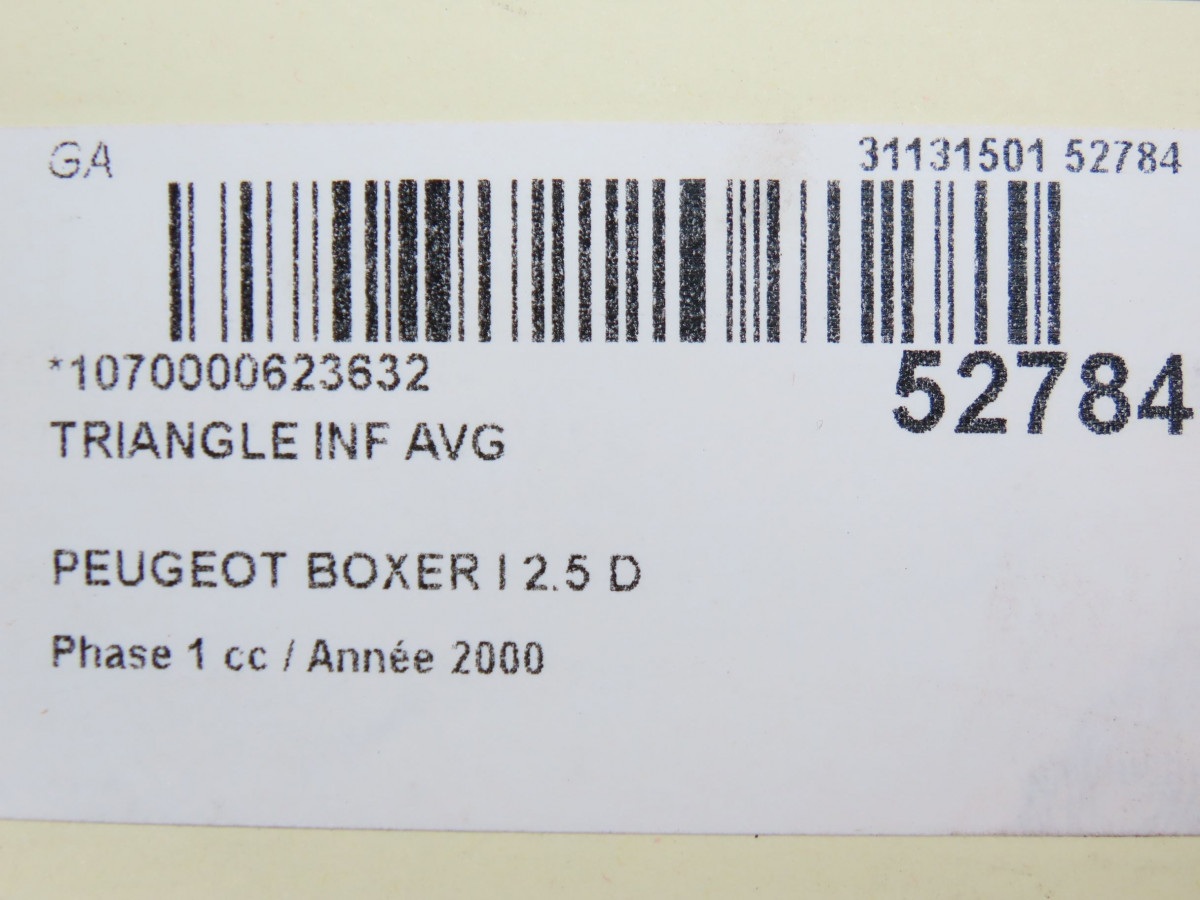 GA 31131501 52784
*1070000623632 52784
TRIANGLE INF AVG
PEUGEOT BOXER I 2.5 D
Phase 1 cc / Année 2000